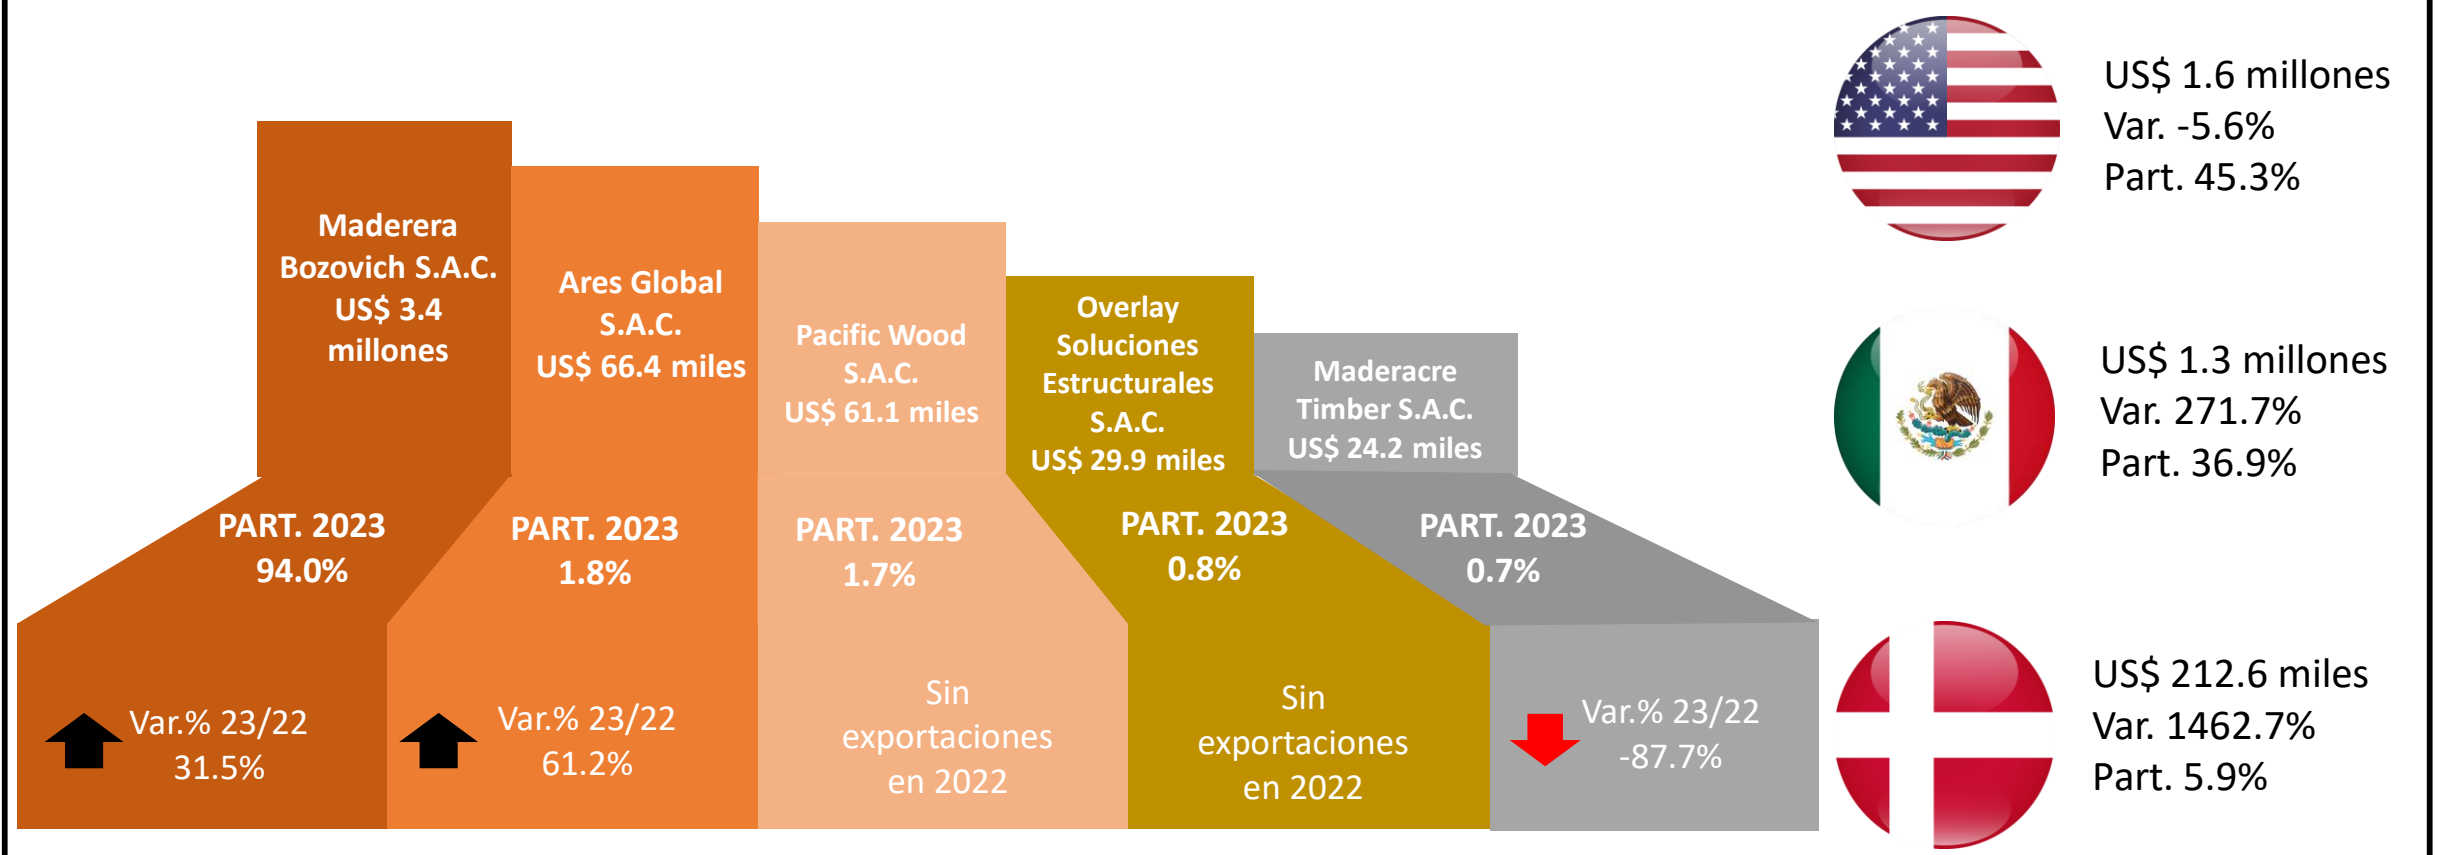 Maderera
Bozovich S.A.C.
US$ 3.4
millones
PART. 2023
94.0%
Var.% 23/22
31.5%
Ares Global
S.A.C.
US$ 66.4 miles
PART. 2023
1.8%
Var.% 23/22
61.2%
Pacific Wood
S.A.C.
US$ 61.1 miles
PART. 2023
1.7%
Sin
exportaciones
en 2022
Overlay
Soluciones
Estructurales
S.A.C.
US$ 29.9 miles
PART. 2023
0.8%
Sin
exportaciones
en 2022
Maderacre
Timber S.A.C.
US$ 24.2 miles
PART. 2023
0.7%
Var.% 23/22
-87.7%
US$ 1.6 millones
Var. -5.6%
Part. 45.3%
US$ 1.3 millones
Var. 271.7%
Part. 36.9%
US$ 212.6 miles
Var. 1462.7%
Part. 5.9%